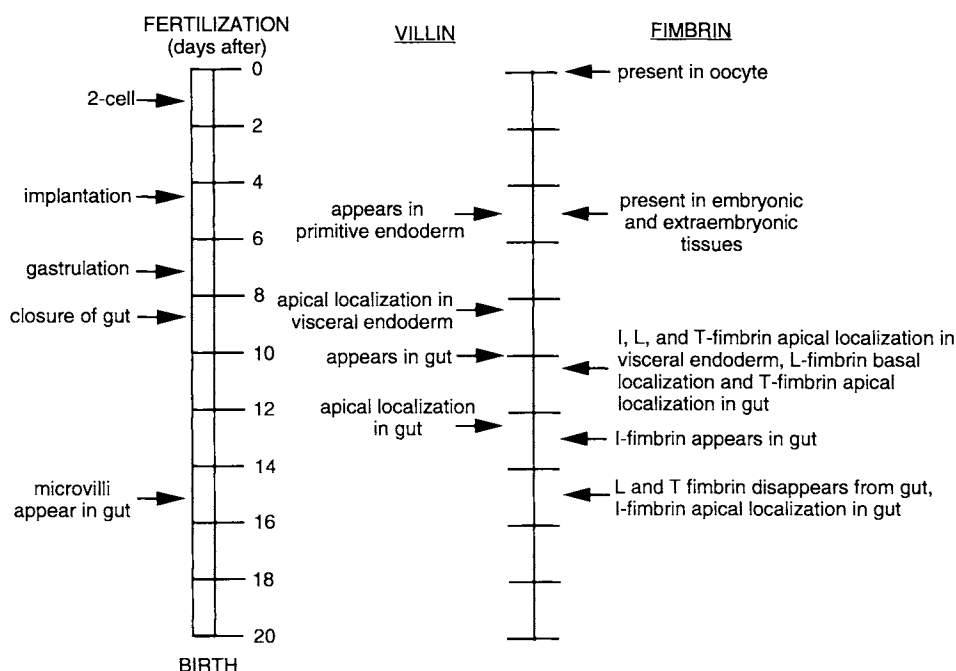 FERTILIZATION
(days after)
VILLIN
FIMBRIN
0
present in oocyte
2-cell
2
4
implantation
appears in
primitive endoderm
present in embryonic
and extraembryonic
tissues
6
gastrulation
8
closure of gut
apical localization in
visceral endoderm
10
appears in gut
I, L, and T-fimbrin apical localization in
visceral endoderm, L-fimbrin basal
localization and T-fimbrin apical
localization in gut
12
apical localization
in gut
I-fimbrin appears in gut
14
microvilli
appear in gut
L and T fimbrin disappears from gut,
I-fimbrin apical localization in gut
16
18
20
BIRTH